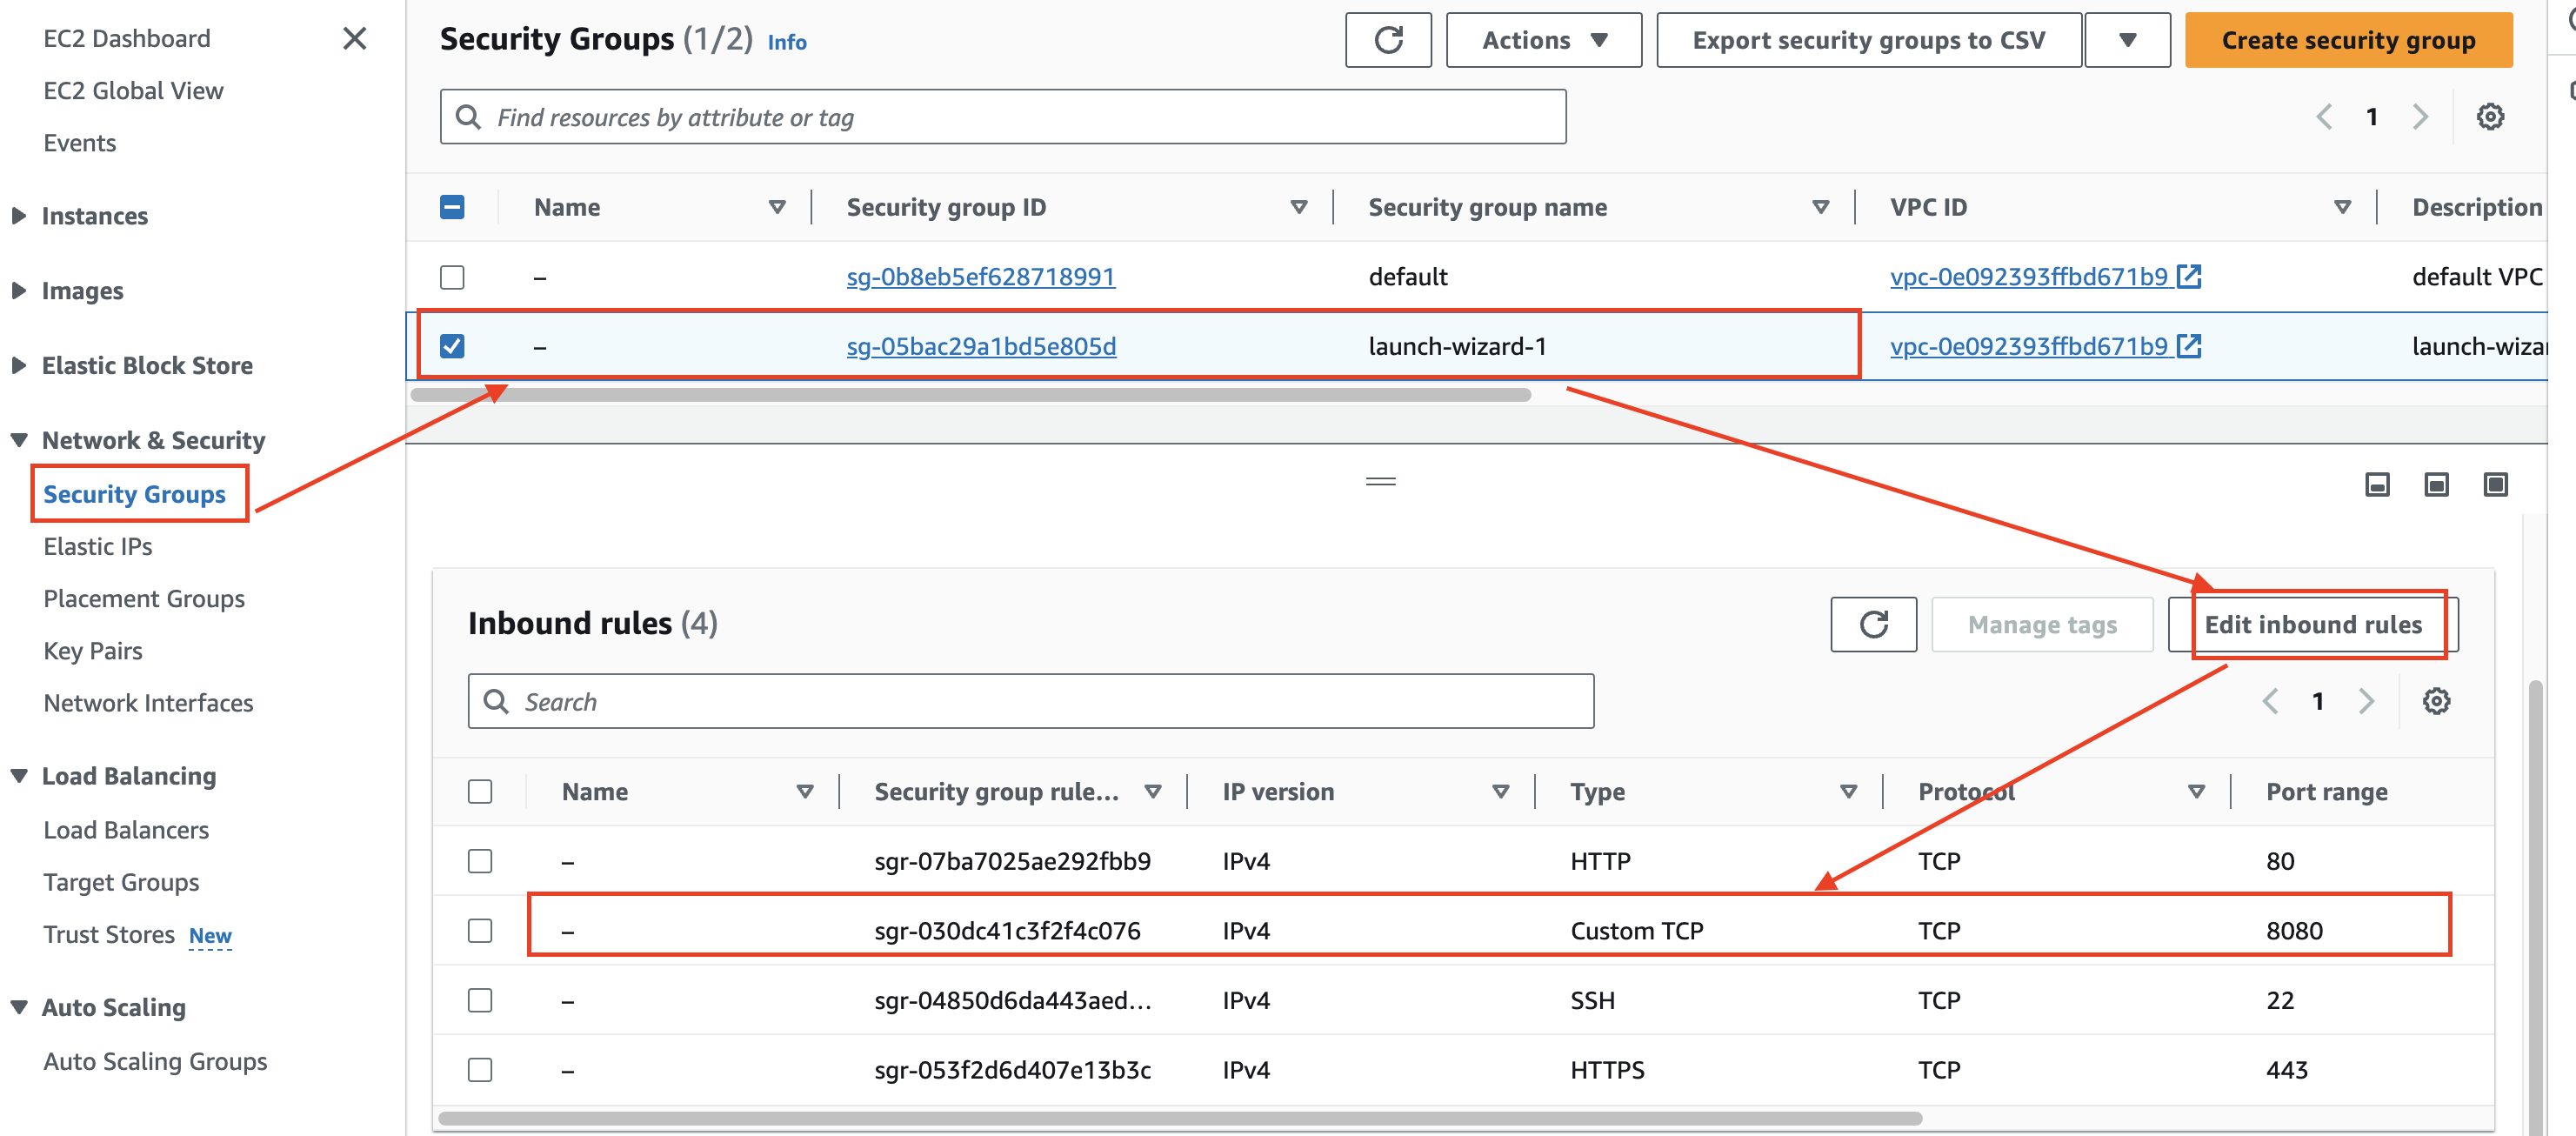 EC2 Dashboard
EC2 Global View
Events
Instances
Images
Elastic Block Store
Network & Security
Security Groups
Elastic IPs
Placement Groups
Key Pairs
Network Interfaces
Load Balancing
Load Balancers
Target Groups
Trust Stores New
Auto Scaling
Auto Scaling Groups
Security Groups (1/2) Info
Actions
Export security groups to CSV
Create security group
Find resources by attribute or tag
1
Name Security group ID Security group name VPC ID Description
– sg-0b8eb5ef628718991 default vpc-0e092393ffbd671b9 default VPC
– sg-05bac29a1bd5e805d launch-wizard-1 vpc-0e092393ffbd671b9 launch-wiza
Inbound rules (4)
Manage tags
Edit inbound rules
Search
1
Name Security group rule... IP version Type Protocol Port range
– sgr-07ba7025ae292fbb9 IPv4 HTTP TCP 80
– sgr-030dc41c3f2f4c076 IPv4 Custom TCP TCP 8080
– sgr-04850d6da443aed... IPv4 SSH TCP 22
– sgr-053f2d6d407e13b3c IPv4 HTTPS TCP 443